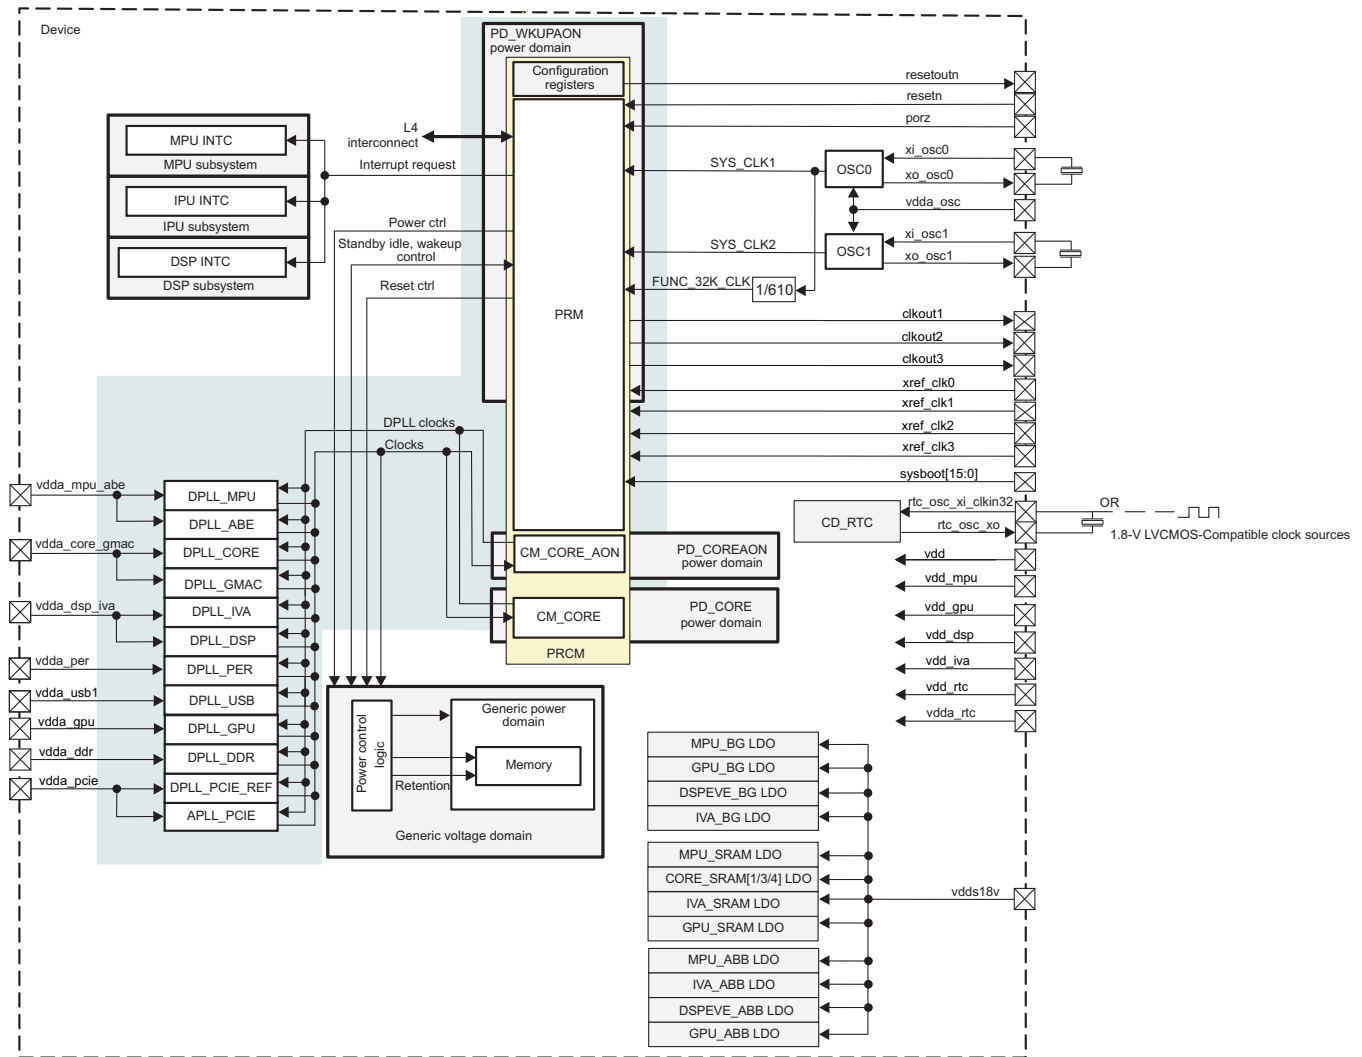 Device
PD_WKUPAON
power domain
Configuration
registers
resetoutn
resetn
porz
L4
interconnect
MPU INTC
MPU subsystem
Interrupt request
IPU INTC
IPU subsystem
DSP INTC
DSP subsystem
Power ctrl
Standby idle, wakeup
control
Reset ctrl
PRM
SYS_CLK1
OSC0
xi_osc0
xo_osc0
vdda_osc
SYS_CLK2
OSC1
xi_osc1
xo_osc1
FUNC_32K_CLK
1/610
clkout1
clkout2
clkout3
xref_clk0
xref_clk1
xref_clk2
xref_clk3
sysboot[15:0]
DPLL clocks
Clocks
vdda_mpu_abe
DPLL_MPU
DPLL_ABE
vdda_core_gmac
DPLL_CORE
DPLL_GMAC
vdda_dsp_iva
DPLL_IVA
DPLL_DSP
vdda_per
DPLL_PER
vdda_usb1
DPLL_USB
vdda_gpu
DPLL_GPU
vdda_ddr
DPLL_DDR
vdda_pcie
DPLL_PCIE_REF
APLL_PCIE
CM_CORE_AON
PD_COREAON
power domain
CM_CORE
PD_CORE
power domain
PRCM
CD_RTC
rtc_osc_xi_clkin32
rtc_osc_xo
OR
1.8-V LVCMOS-Compatible clock sources
vdd
vdd_mpu
vdd_gpu
vdd_dsp
vdd_iva
vdd_rtc
vdda_rtc
Power control
logic
Generic power
domain
Memory
Retention
Generic voltage domain
MPU_BG LDO
GPU_BG LDO
DSPEVE_BG LDO
IVA_BG LDO
MPU_SRAM LDO
CORE_SRAM[1/3/4] LDO
IVA_SRAM LDO
GPU_SRAM LDO
vdds18v
MPU_ABB LDO
IVA_ABB LDO
DSPEVE_ABB LDO
GPU_ABB LDO